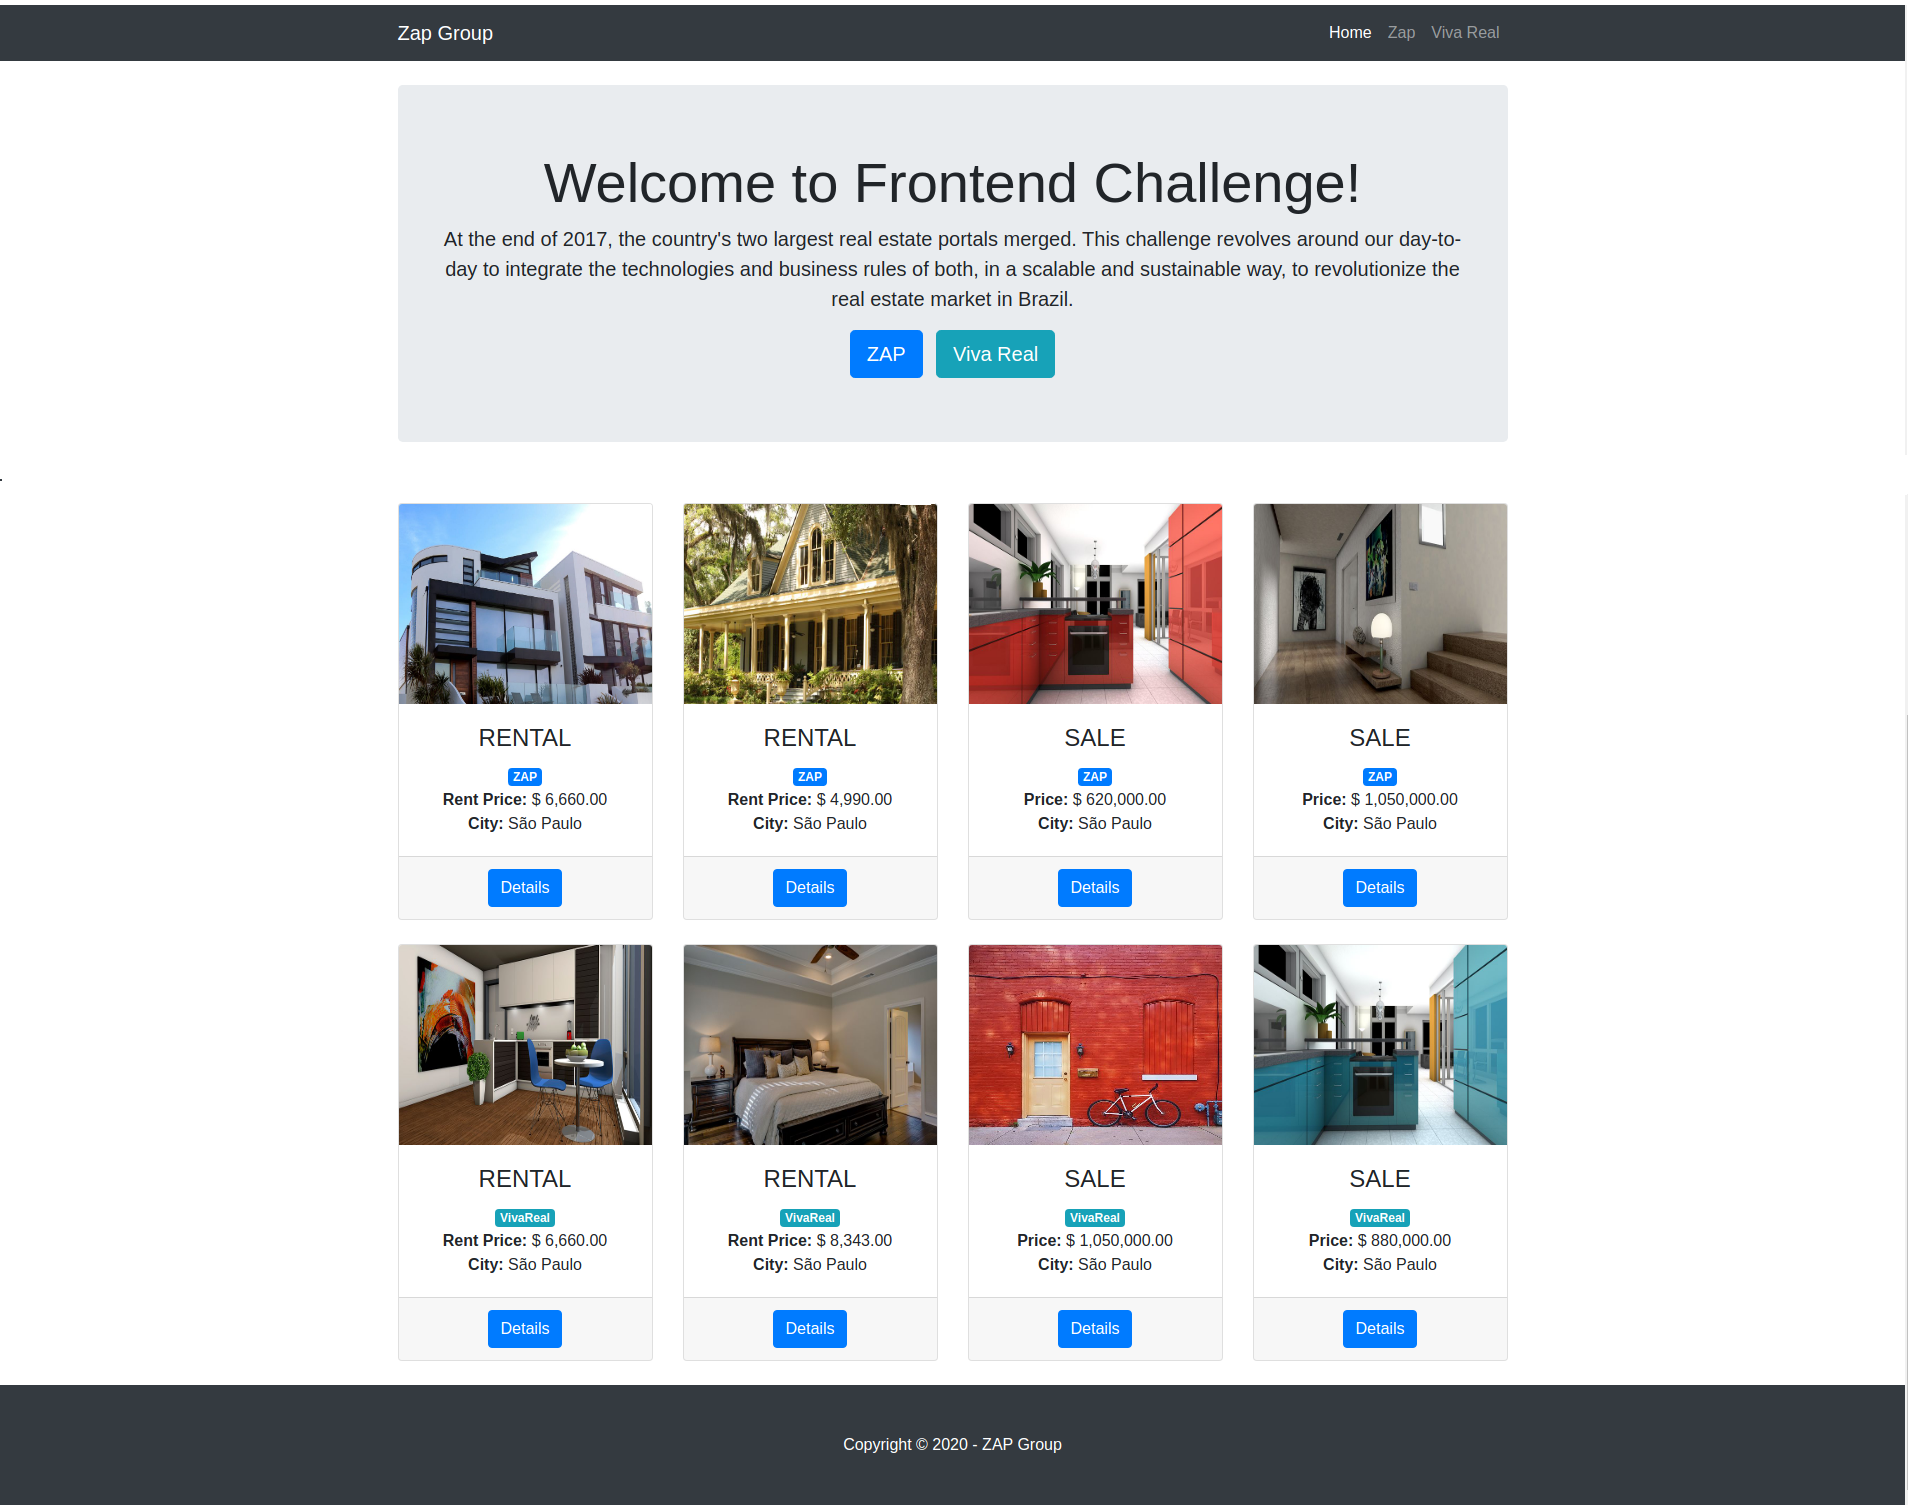 Zap Group
Home Zap Viva Real
Welcome to Frontend Challenge!
At the end of 2017, the country's two largest real estate portals merged. This challenge revolves around our day-to-
day to integrate the technologies and business rules of both, in a scalable and sustainable way, to revolutionize the
real estate market in Brazil.
ZAP Viva Real
RENTAL
ZAP
Rent Price: $ 6,660.00
City: São Paulo
Details
RENTAL
ZAP
Rent Price: $ 4,990.00
City: São Paulo
Details
SALE
ZAP
Price: $ 620,000.00
City: São Paulo
Details
SALE
ZAP
Price: $ 1,050,000.00
City: São Paulo
Details
RENTAL
VivaReal
Rent Price: $ 6,660.00
City: São Paulo
Details
RENTAL
VivaReal
Rent Price: $ 8,343.00
City: São Paulo
Details
SALE
VivaReal
Price: $ 1,050,000.00
City: São Paulo
Details
SALE
VivaReal
Price: $ 880,000.00
City: São Paulo
Details
Copyright © 2020 - ZAP Group